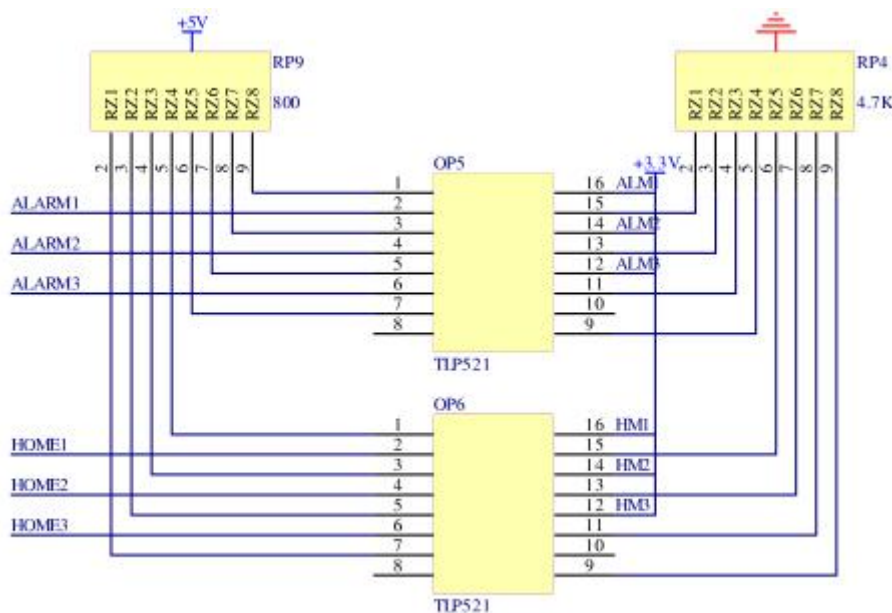 +5V
RP9
800
RZ1 RZ2 RZ3 RZ4 RZ5 RZ6 RZ7 RZ8
2 3 4 5 6 7 8 9
RP4
4.7K
RZ1 RZ2 RZ3 RZ4 RZ5 RZ6 RZ7 RZ8
2 3 4 5 6 7 8 9
+3.3V
OP5
1 16 ALM1
ALARM1 2 15
3 14 ALM2
ALARM2 4 13
5 12 ALM3
ALARM3 6 11
7 10
8 9
TLP521
OP6
1 16 HM1
HOME1 2 15
3 14 HM2
HOME2 4 13
5 12 HM3
HOME3 6 11
7 10
8 9
TLP521